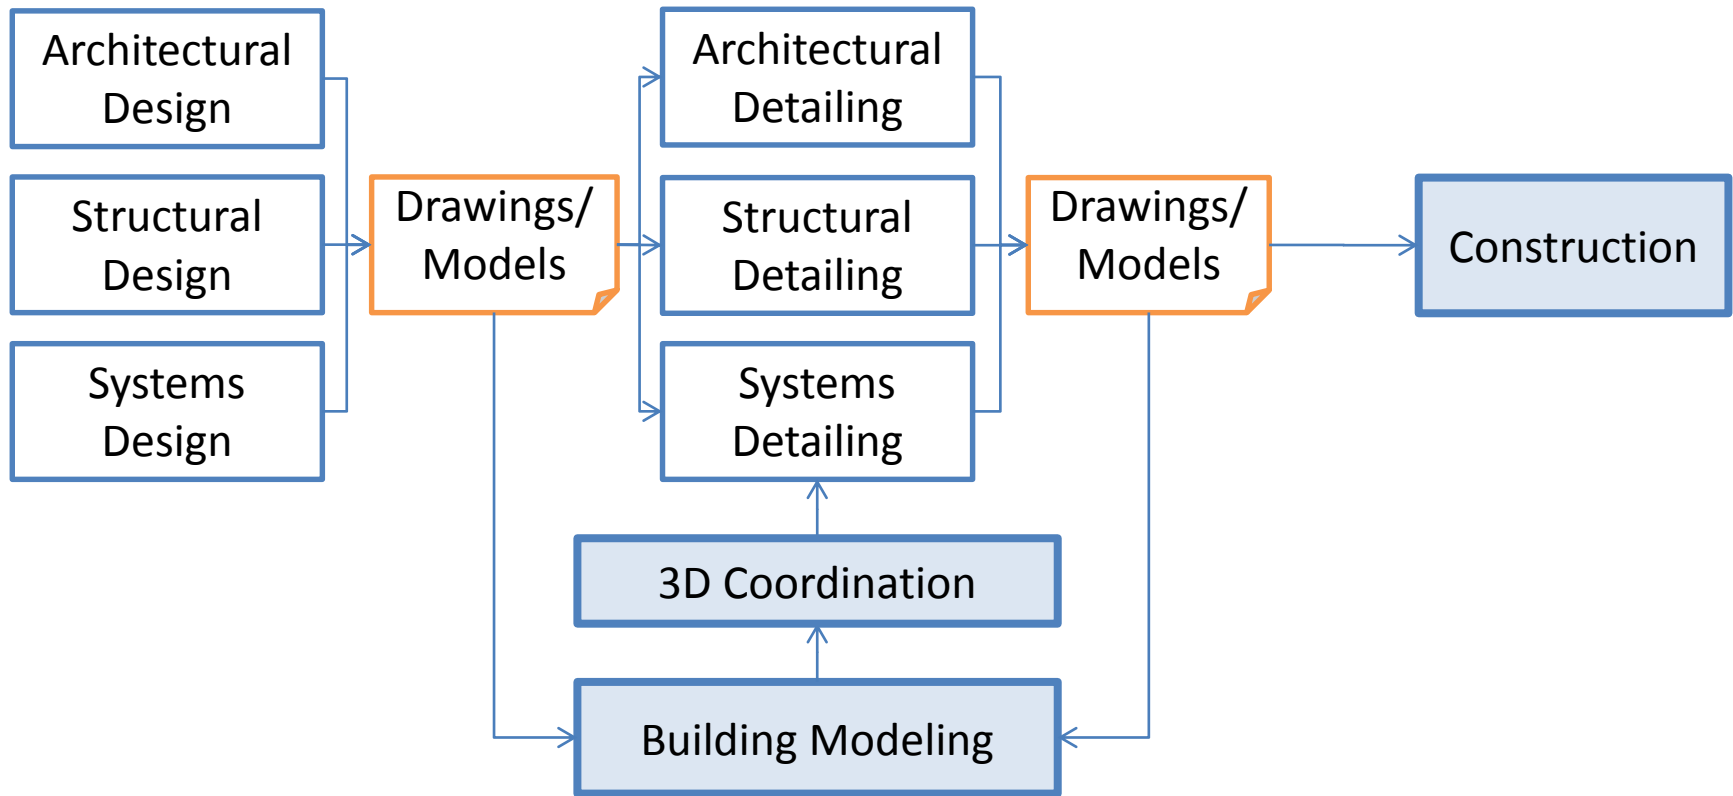 Architectural
Design
Structural
Design
Systems
Design
Drawings/
Models
Architectural
Detailing
Structural
Detailing
Systems
Detailing
Drawings/
Models
Construction
3D Coordination
Building Modeling